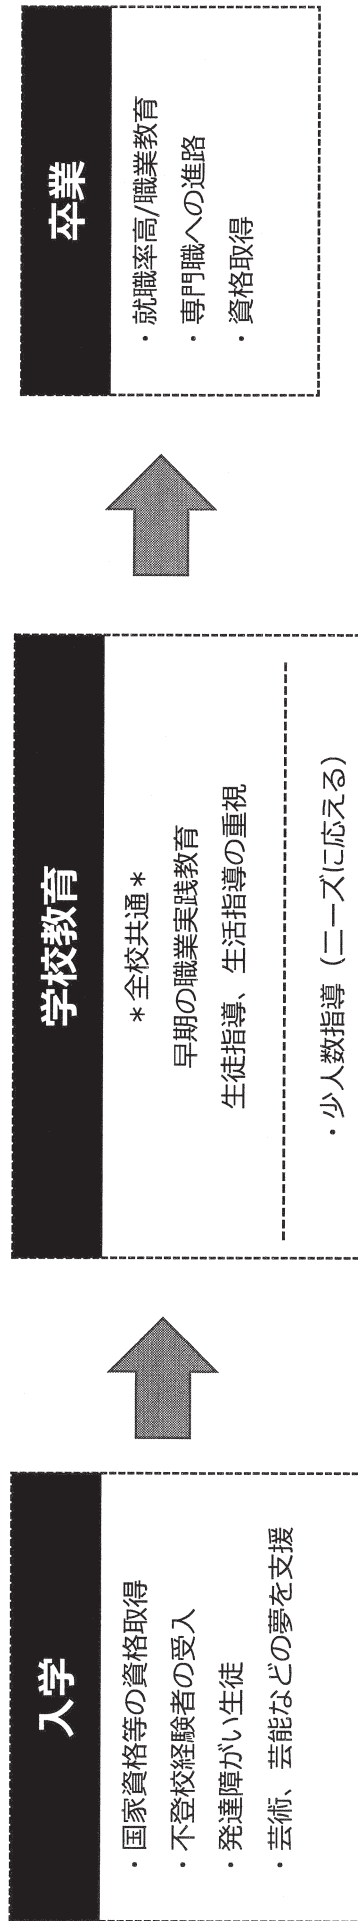 入学
・国家資格等の資格取得
・不登校経験者の受入
・発達障がい生徒
・芸術、芸能などの夢を支援
学校教育
＊全校共通＊
早期の職業実践教育
生徒指導、生活指導の重視
・少人数指導（ニーズに応える）
卒業
・就職率高/職業教育
・専門職への進路
・資格取得